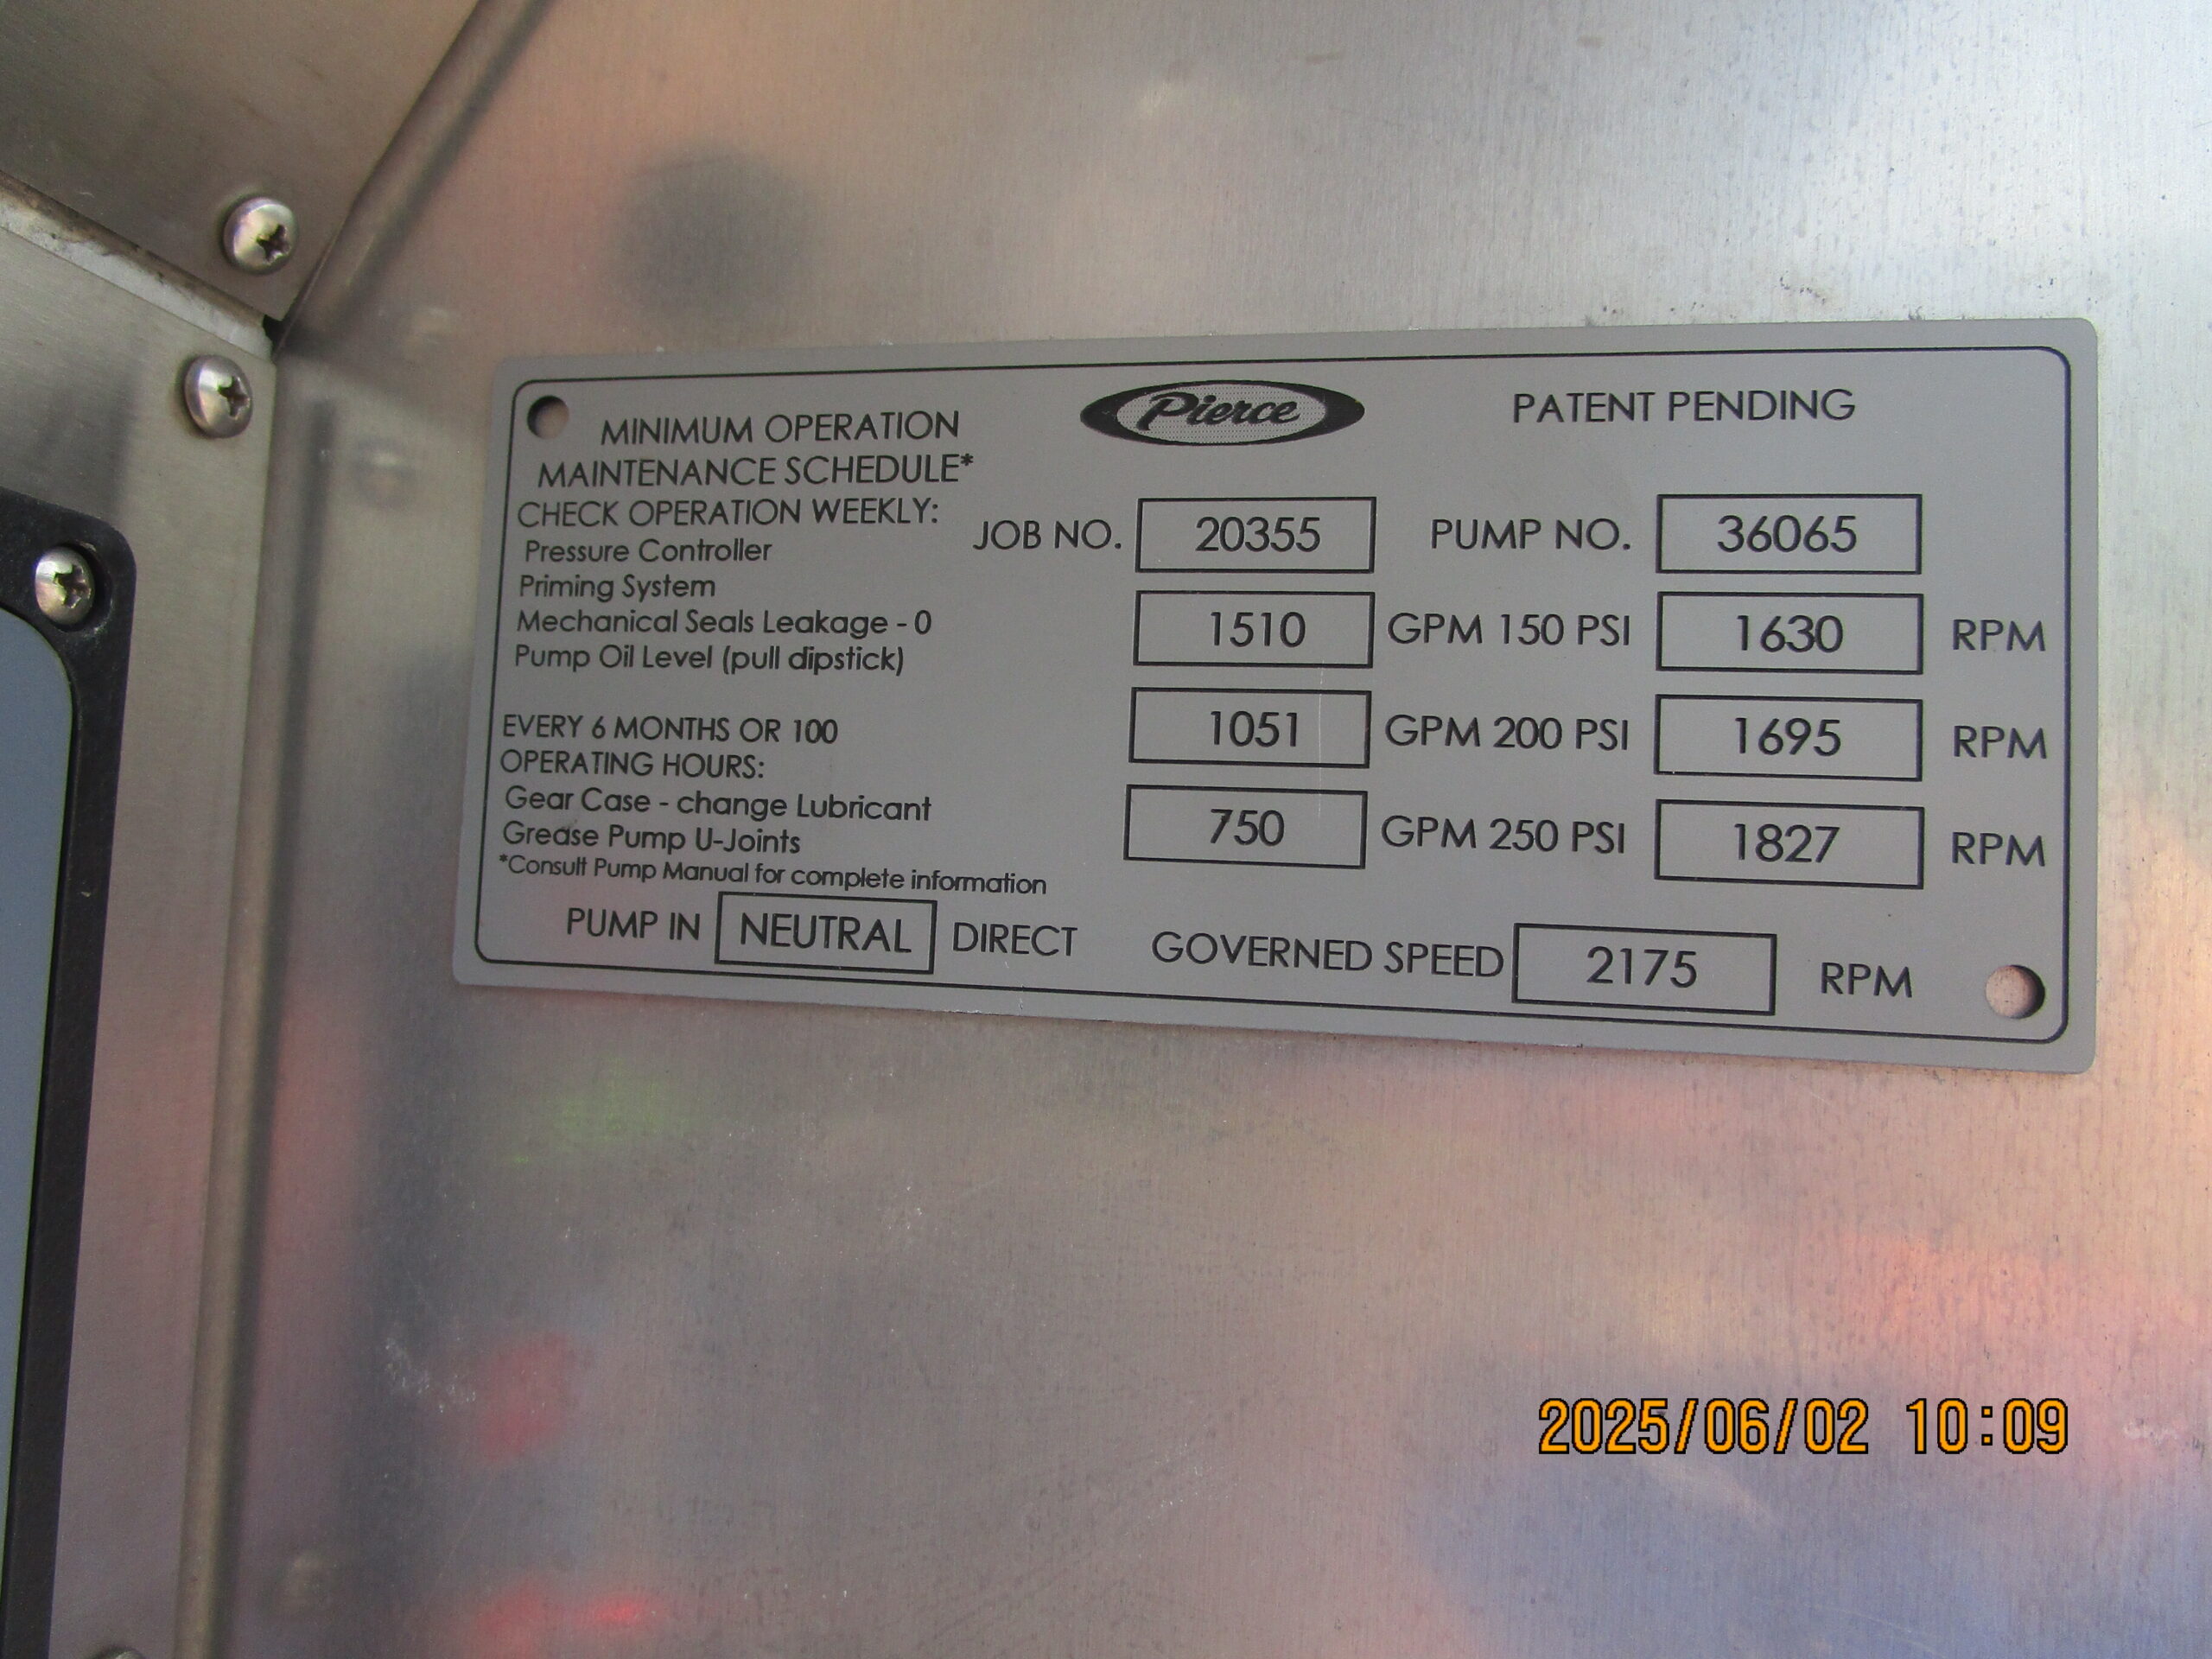 Pierce
PATENT PENDING
MINIMUM OPERATION
MAINTENANCE SCHEDULE*
CHECK OPERATION WEEKLY:
Pressure Controller
Priming System
Mechanical Seals Leakage - 0
Pump Oil Level (pull dipstick)
EVERY 6 MONTHS OR 100
OPERATING HOURS:
Gear Case - change Lubricant
Grease Pump U-Joints
*Consult Pump Manual for complete information
JOB NO. 20355 PUMP NO. 36065
1510 GPM 150 PSI 1630 RPM
1051 GPM 200 PSI 1695 RPM
750 GPM 250 PSI 1827 RPM
PUMP IN NEUTRAL DIRECT GOVERNED SPEED 2175 RPM
2025/06/02 10:09